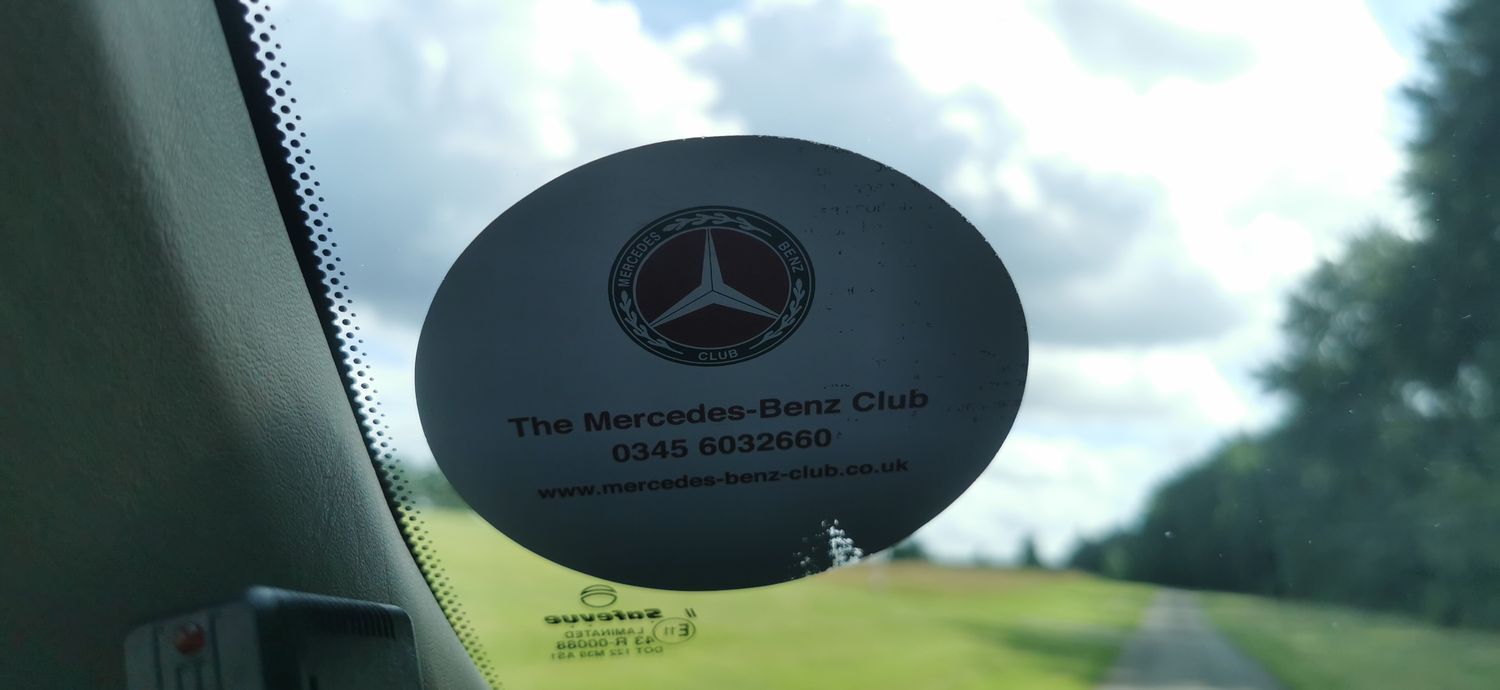 MERCEDES BENZ
CLUB
The Mercedes-Benz Club
0345 6032660
www.mercedes-benz-club.co.uk
Safevue
LAMINATED
E11
43 R-00088